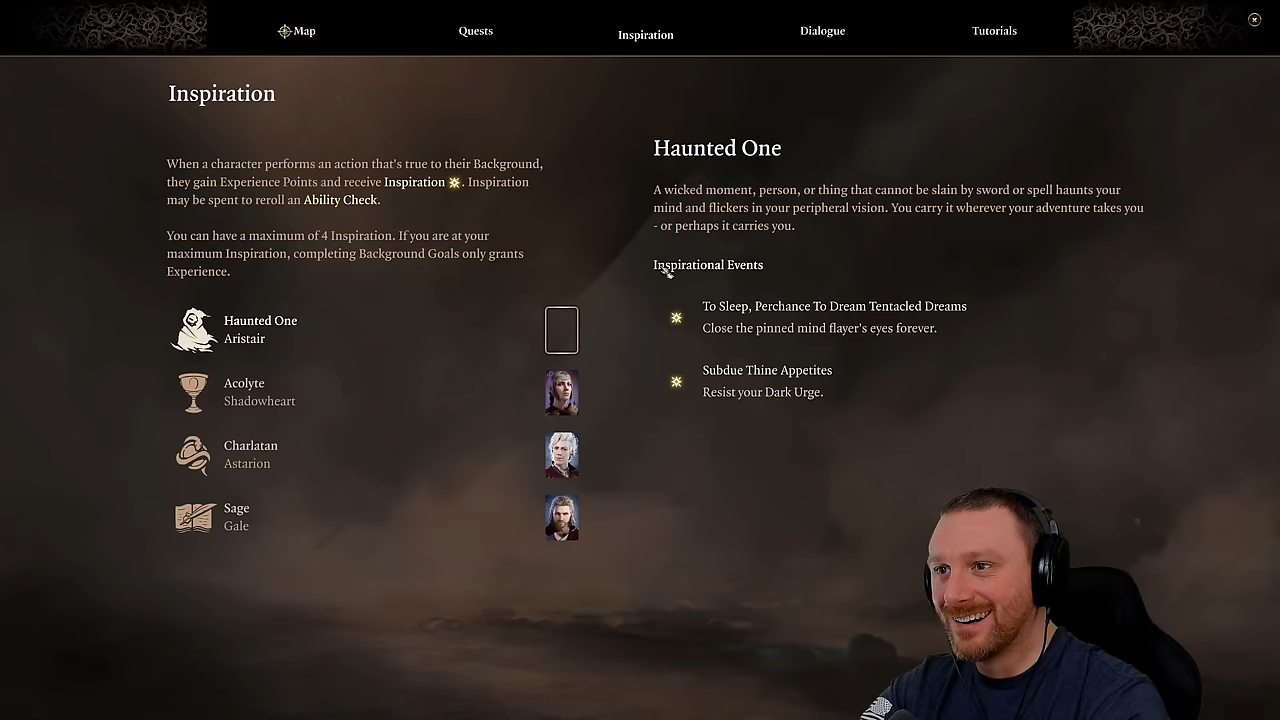 Map
Quests
Inspiration
Dialogue
Tutorials
Inspiration
When a character performs an action that's true to their Background,
they gain Experience Points and receive Inspiration. Inspiration
may be spent to reroll an Ability Check.
You can have a maximum of 4 Inspiration. If you are at your
maximum Inspiration, completing Background Goals only grants
Experience.
Haunted One
Aristair
Acolyte
Shadowheart
Charlatan
Astarion
Sage
Gale
Haunted One
A wicked moment, person, or thing that cannot be slain by sword or spell haunts your
mind and flickers in your peripheral vision. You carry it wherever your adventure takes you
- or perhaps it carries you.
Inspirational Events
To Sleep, Perchance To Dream Tentacled Dreams
Close the pinned mind flayer's eyes forever.
Subdue Thine Appetites
Resist your Dark Urge.